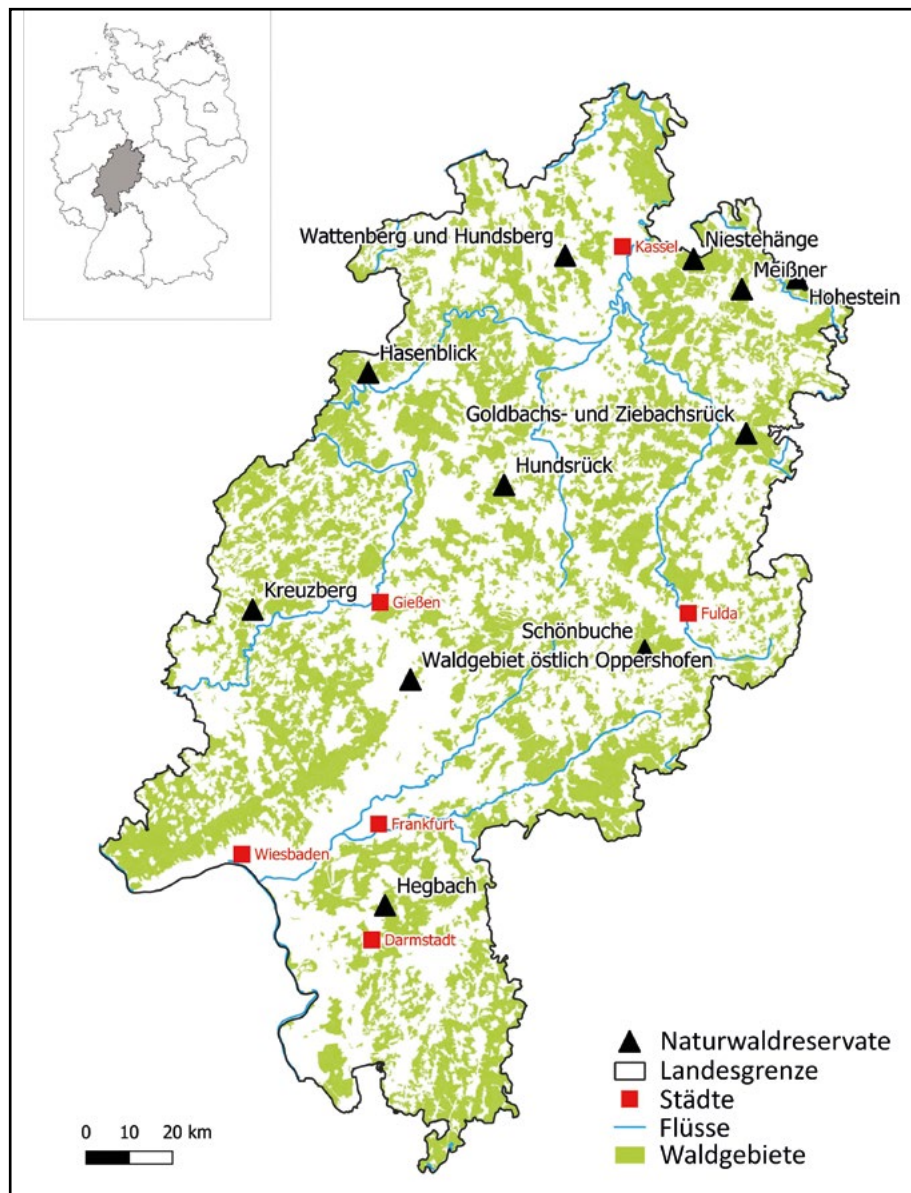 Wattenberg und Hundsberg
Kassel
Niestehänge
Meißner
Hohestein
Hasenblick
Goldbachs- und Ziebachsrück
Hundsrück
Kreuzberg
Gießen
Fulda
Schönbuche
Waldgebiet östlich Oppershofen
Frankfurt
Wiesbaden
Hegbach
Darmstadt
Naturwaldreservate
Landesgrenze
Städte
Flüsse
Waldgebiete
0 10 20 km